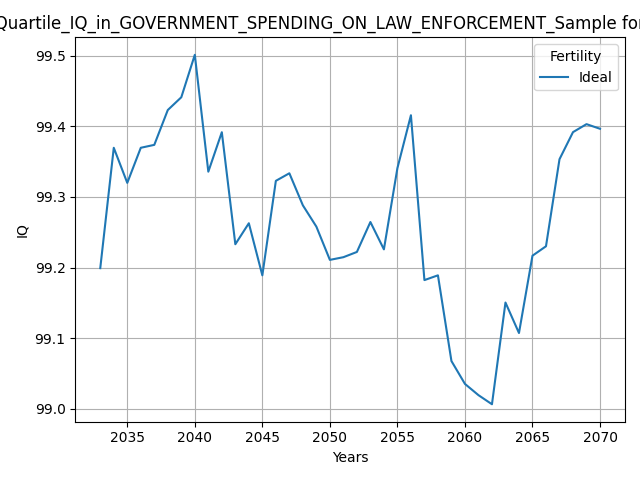 Quartile_IQ_in_GOVERNMENT_SPENDING_ON_LAW_ENFORCEMENT_Sample for
99.5
99.4
99.3
99.2
99.1
99.0
IQ
Fertility
Ideal
2035 2040 2045 2050 2055 2060 2065 2070
Years